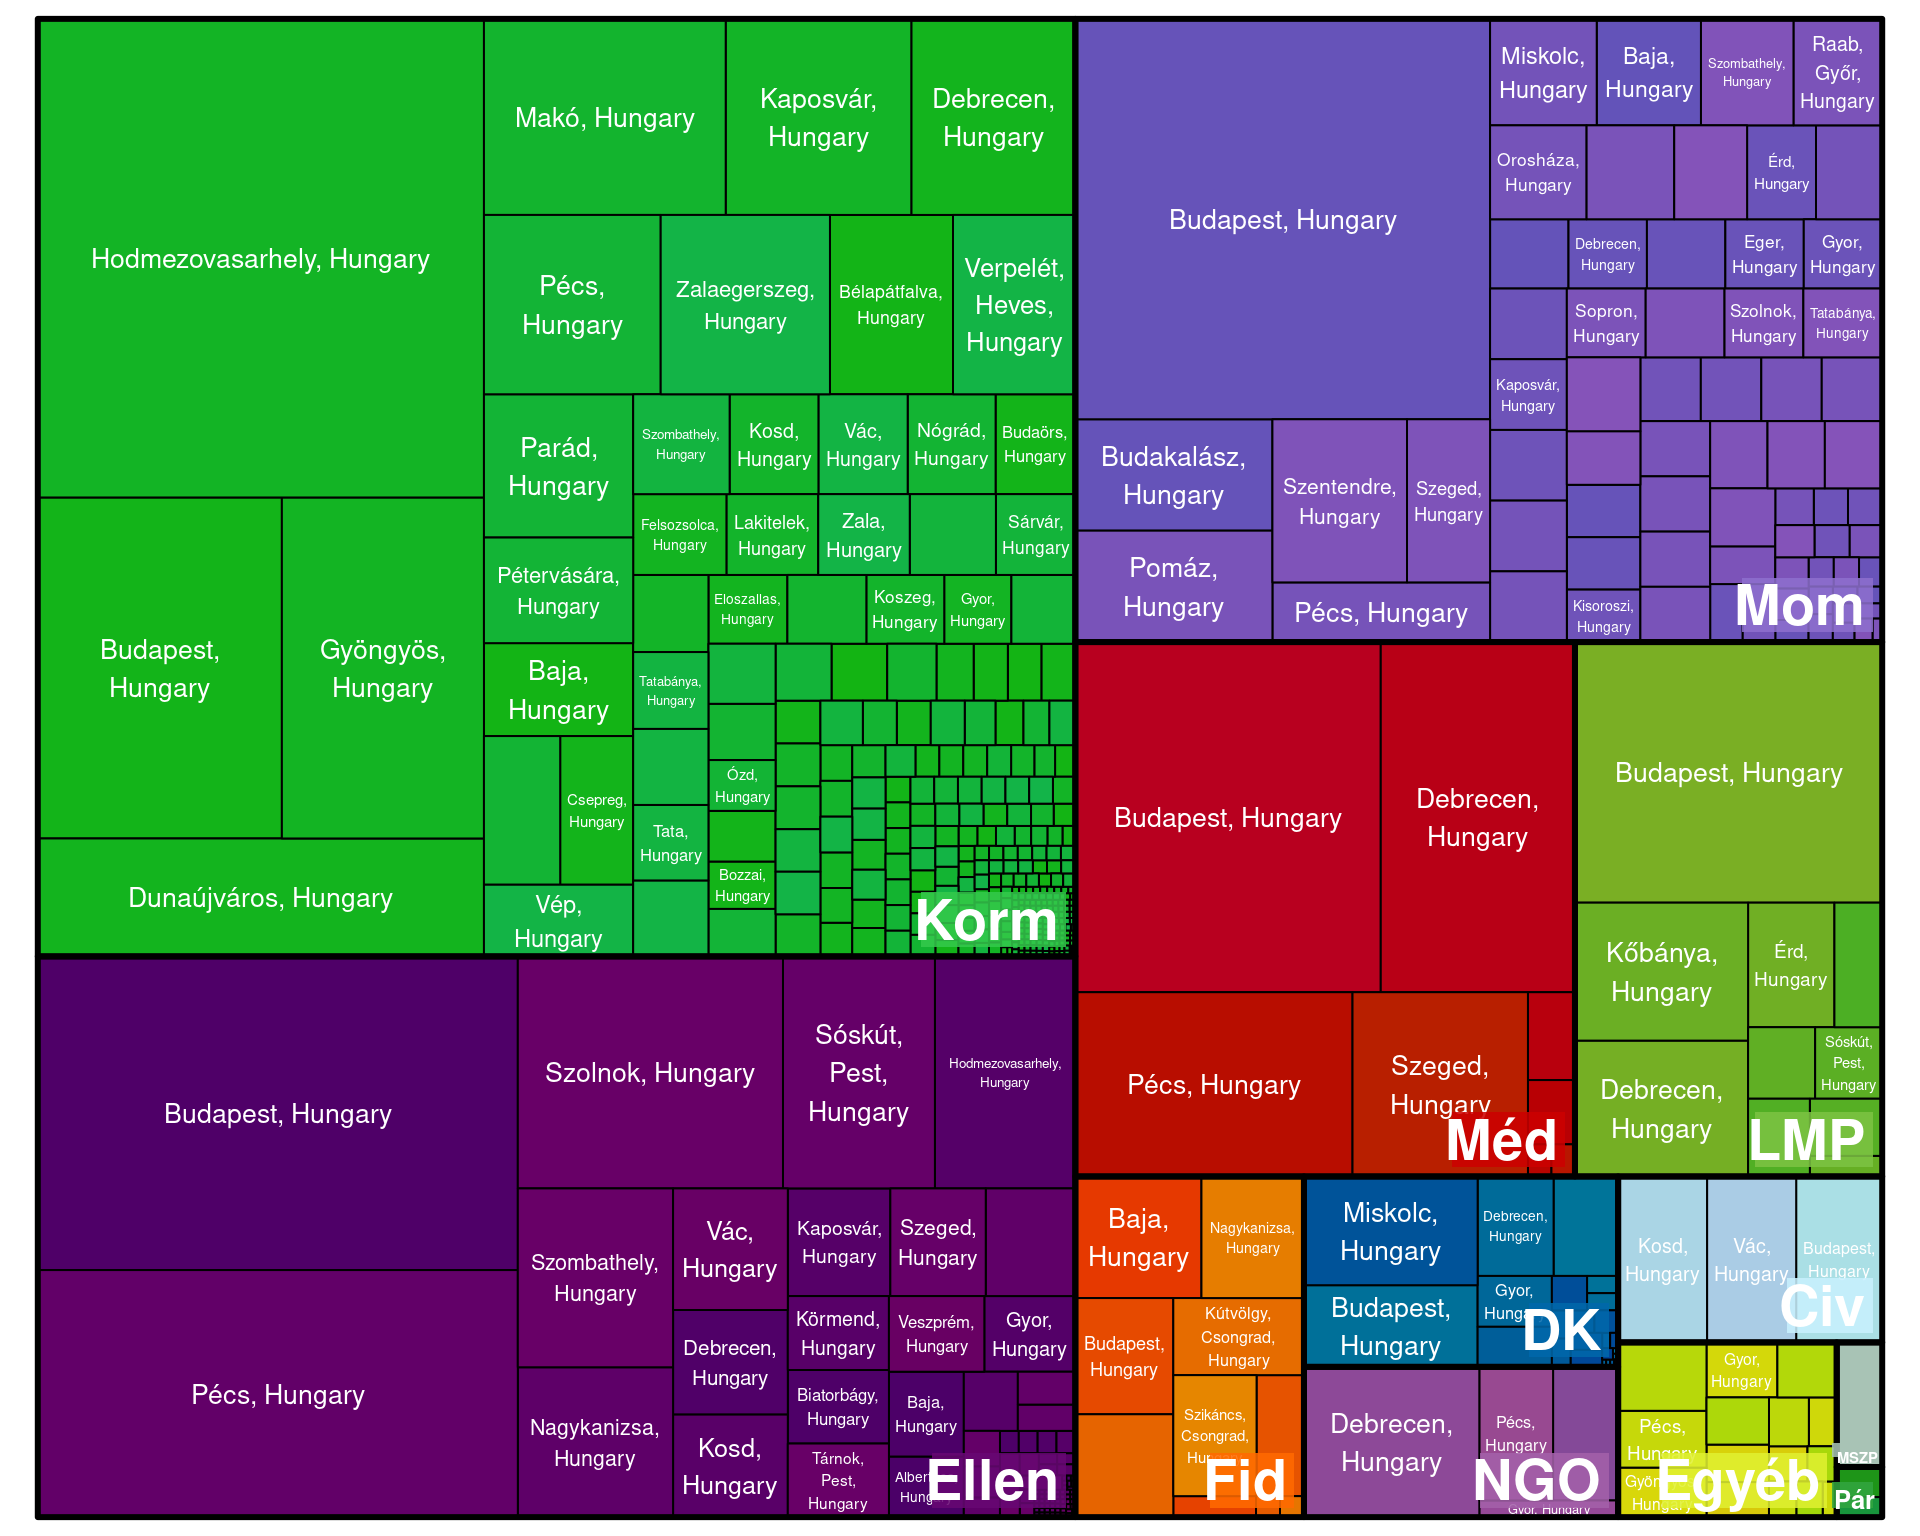 Hodmezovasarhely, Hungary
Budapest,
Hungary
Gyöngyös,
Hungary
Dunaújváros, Hungary
Makó, Hungary
Kaposvár,
Hungary
Debrecen,
Hungary
Pécs,
Hungary
Zalaegerszeg,
Hungary
Bélapátfalva,
Hungary
Verpelét,
Heves,
Hungary
Parád,
Hungary
Szombathely,
Hungary
Kosd,
Hungary
Vác,
Hungary
Nógrád,
Hungary
Budaörs,
Hungary
Felsozsolca,
Hungary
Lakitelek,
Hungary
Zala,
Hungary
Sárvár,
Hungary
Pétervására,
Hungary
Eloszallas,
Hungary
Koszeg,
Hungary
Gyor,
Hungary
Baja,
Hungary
Tatabánya,
Hungary
Ózd,
Hungary
Csepreg,
Hungary
Tata,
Hungary
Bozzai,
Hungary
Vép,
Hungary
Korm
Budapest, Hungary
Miskolc,
Hungary
Baja,
Hungary
Szombathely,
Hungary
Raab,
Győr,
Hungary
Orosháza,
Hungary
Érd,
Hungary
Debrecen,
Hungary
Eger,
Hungary
Gyor,
Hungary
Sopron,
Hungary
Szolnok,
Hungary
Tatabánya,
Hungary
Kaposvár,
Hungary
Budakalász,
Hungary
Szentendre,
Hungary
Szeged,
Hungary
Pomáz,
Hungary
Pécs, Hungary
Kisoroszi,
Hungary
Mom
Budapest, Hungary
Pécs, Hungary
Szolnok, Hungary
Sóskút,
Pest,
Hungary
Hodmezovasarhely,
Hungary
Szombathely,
Hungary
Vác,
Hungary
Kaposvár,
Hungary
Szeged,
Hungary
Debrecen,
Hungary
Körmend,
Hungary
Veszprém,
Hungary
Gyor,
Hungary
Nagykanizsa,
Hungary
Kosd,
Hungary
Biatorbágy,
Hungary
Baja,
Hungary
Tárnok,
Pest,
Hungary
Ellen
Budapest, Hungary
Debrecen,
Hungary
Pécs, Hungary
Szeged,
Hungary
Méd
Budapest, Hungary
Kőbánya,
Hungary
Érd,
Hungary
Debrecen,
Hungary
Sóskút,
Pest,
Hungary
LMP
Baja,
Hungary
Nagykanizsa,
Hungary
Budapest,
Hungary
Kútvölgy,
Csongrad,
Hungary
Szikáncs,
Csongrad,
Fid
Miskolc,
Hungary
Debrecen,
Hungary
Budapest,
Hungary
Gyor,
DK
Kosd,
Hungary
Vác,
Hungary
Budapest,
Hungary
Civ
Debrecen,
Hungary
Pécs,
Hungary
Gyor, Hungary
NGO
Gyor,
Hungary
Pécs,
Hungary
Egyéb
MSZP
Pár